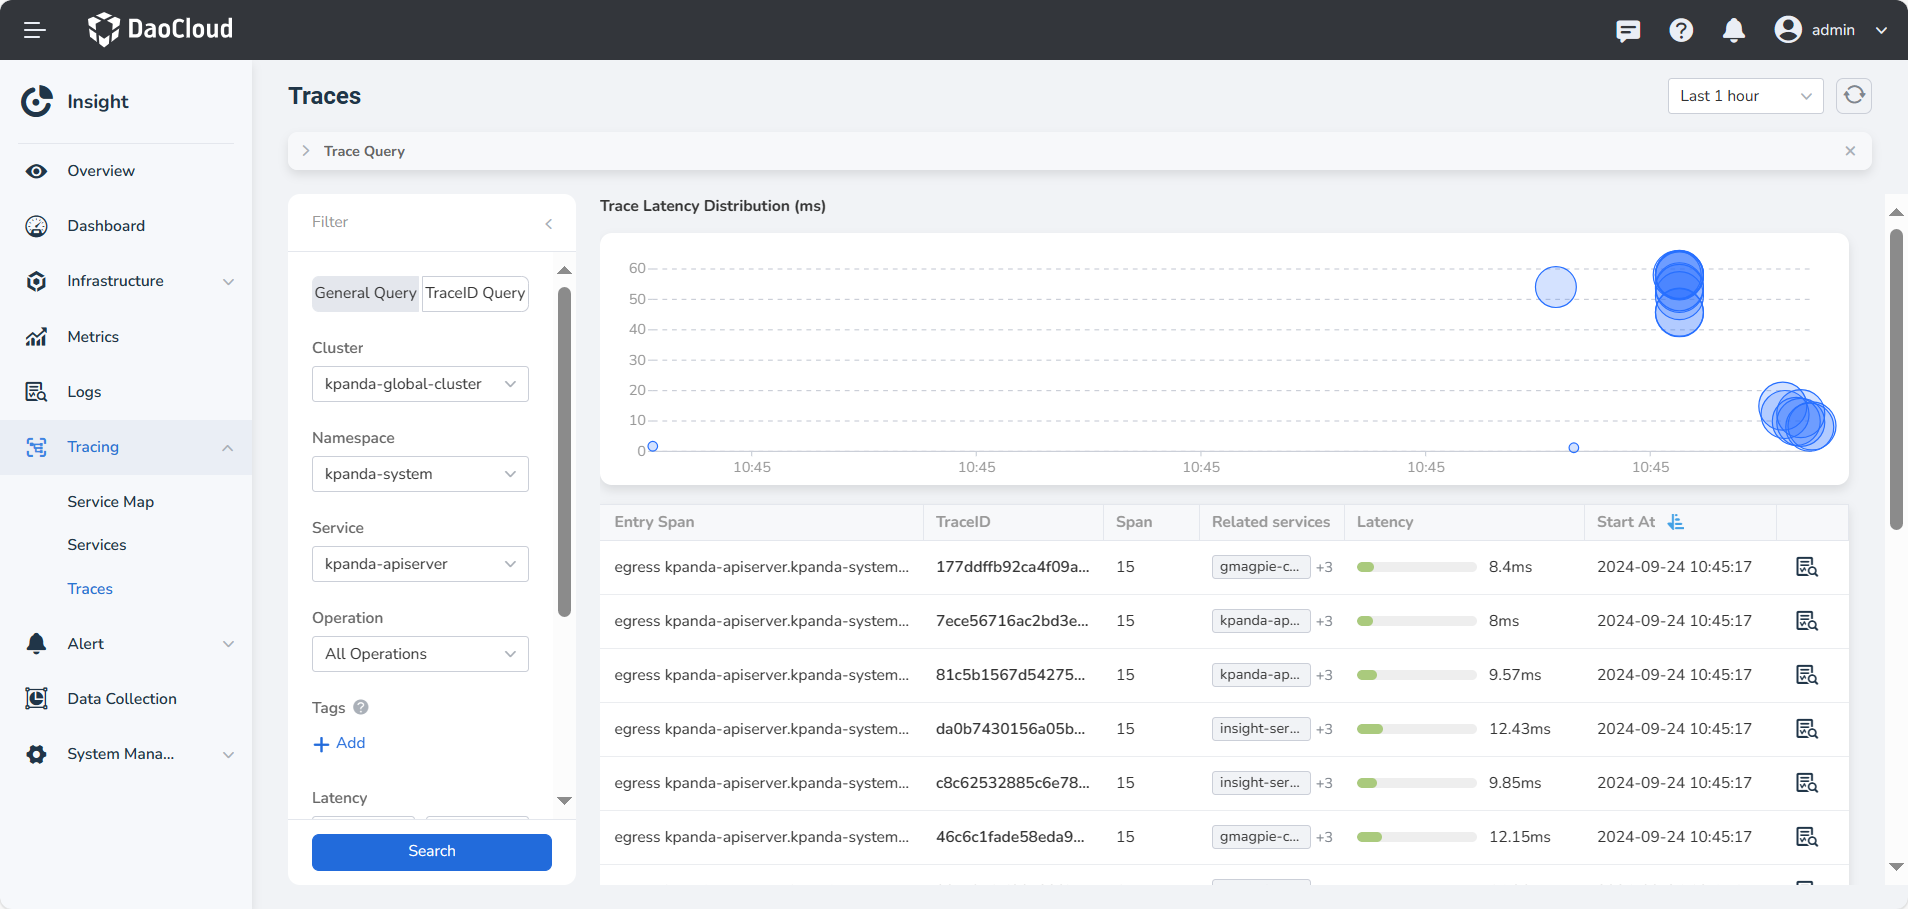 DaoCloud
admin
Insight
Overview
Dashboard
Infrastructure
Metrics
Logs
Tracing
Service Map
Services
Traces
Alert
Data Collection
System Mana...
Traces
Last 1 hour
Trace Query
Filter
General Query
TraceID Query
Cluster
kpanda-global-cluster
Namespace
kpanda-system
Service
kpanda-apiserver
Operation
All Operations
Tags
Add
Latency
Search
Trace Latency Distribution (ms)
60
50
40
30
20
10
0
10:45 10:45 10:45 10:45 10:45
Entry Span TraceID Span Related services Latency Start At
egress kpanda-apiserver.kpanda-system... 177ddffb92ca4f09a... 15 gmagpie-c... +3 8.4ms 2024-09-24 10:45:17
egress kpanda-apiserver.kpanda-system... 7ece56716ac2bd3e... 15 kpanda-ap... +3 8ms 2024-09-24 10:45:17
egress kpanda-apiserver.kpanda-system... 81c5b1567d54275... 15 kpanda-ap... +3 9.57ms 2024-09-24 10:45:17
egress kpanda-apiserver.kpanda-system... da0b7430156a05b... 15 insight-ser... +3 12.43ms 2024-09-24 10:45:17
egress kpanda-apiserver.kpanda-system... c8c62532885c6e78... 15 insight-ser... +3 9.85ms 2024-09-24 10:45:17
egress kpanda-apiserver.kpanda-system... 46c6c1fade58eda9... 15 gmagpie-c... +3 12.15ms 2024-09-24 10:45:17